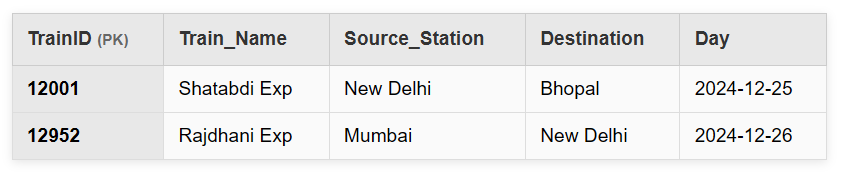 TrainID (PK) Train_Name Source_Station Destination Day
12001 Shatabdi Exp New Delhi Bhopal 2024-12-25
12952 Rajdhani Exp Mumbai New Delhi 2024-12-26